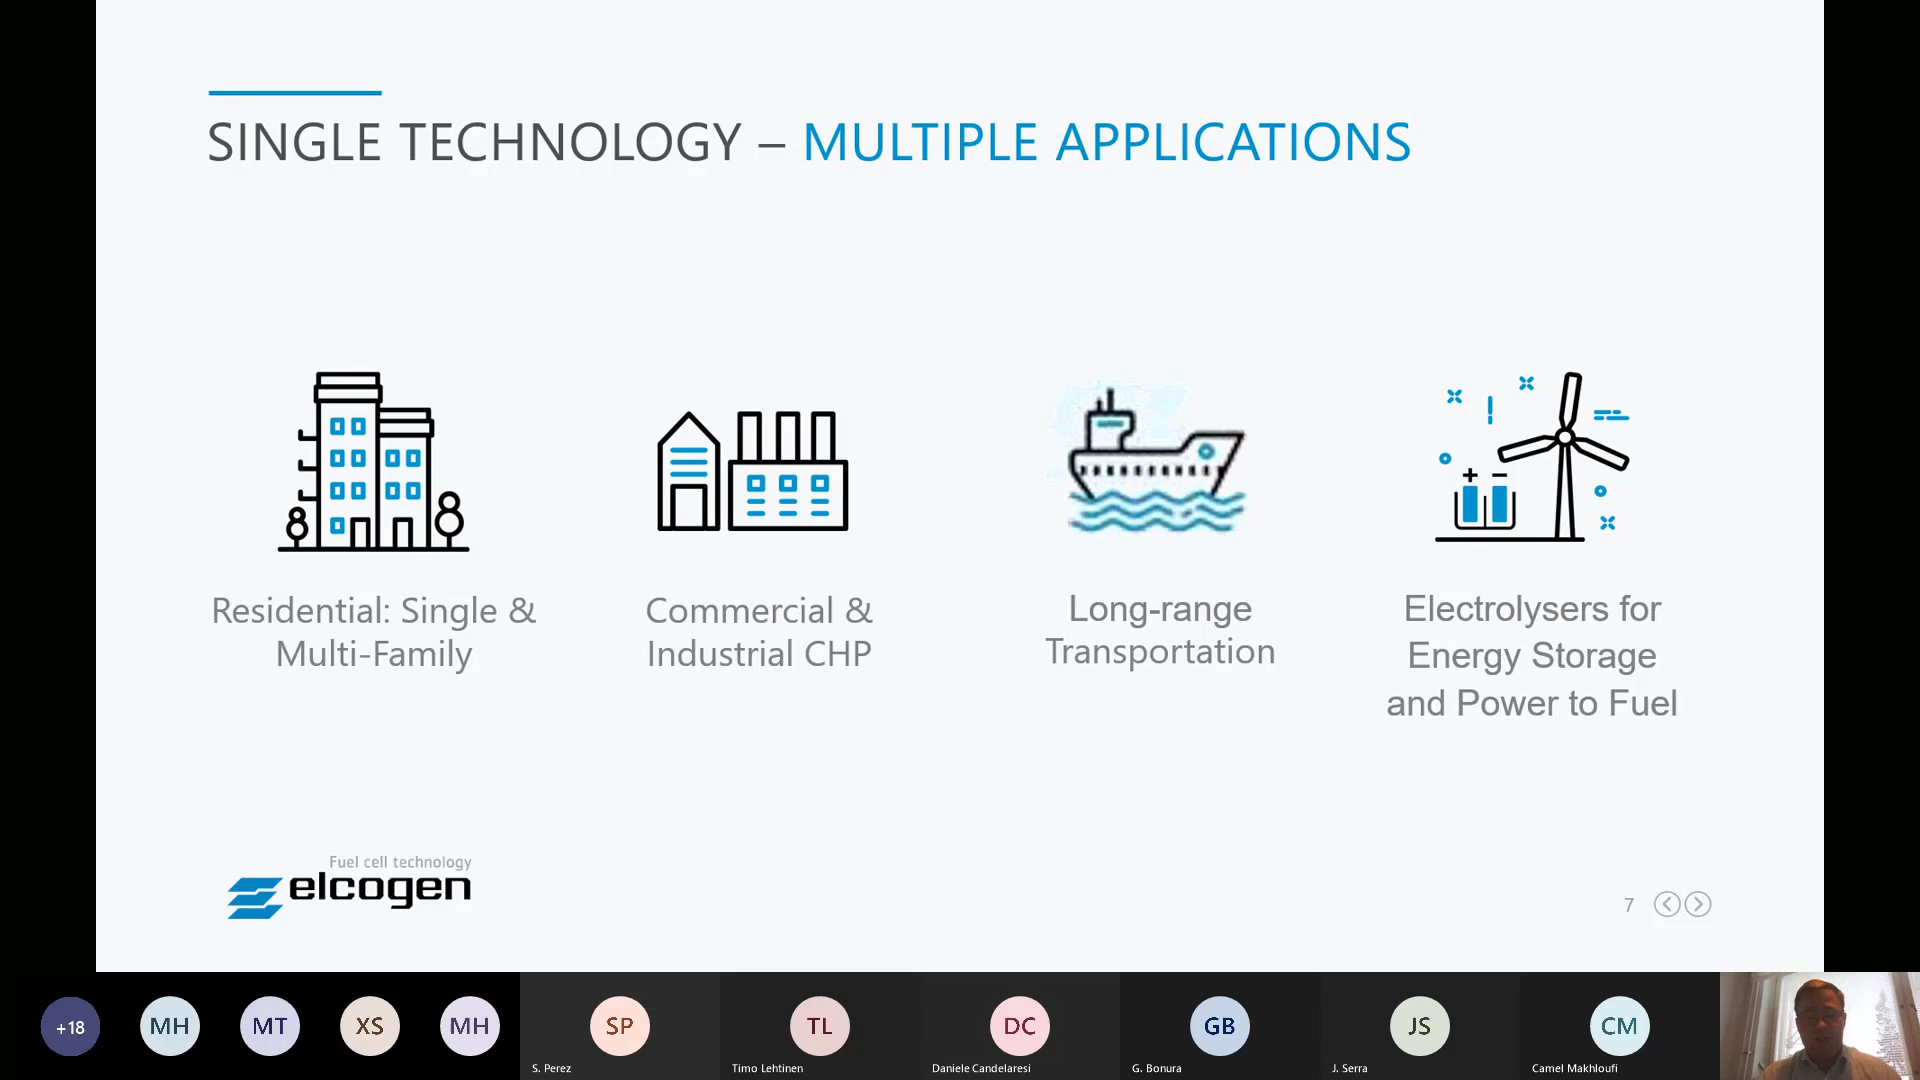 SINGLE TECHNOLOGY – MULTIPLE APPLICATIONS
Residential: Single &
Multi-Family
Commercial &
Industrial CHP
Long-range
Transportation
Electrolysers for
Energy Storage
and Power to Fuel
Fuel cell technology
elcogen
7
+18
MH
MT
XS
MH
SP
TL
DC
GB
JS
CM
S. Perez
Timo Lehtinen
Daniele Candelaresi
G. Bonura
J. Serra
Camel Makhloufi